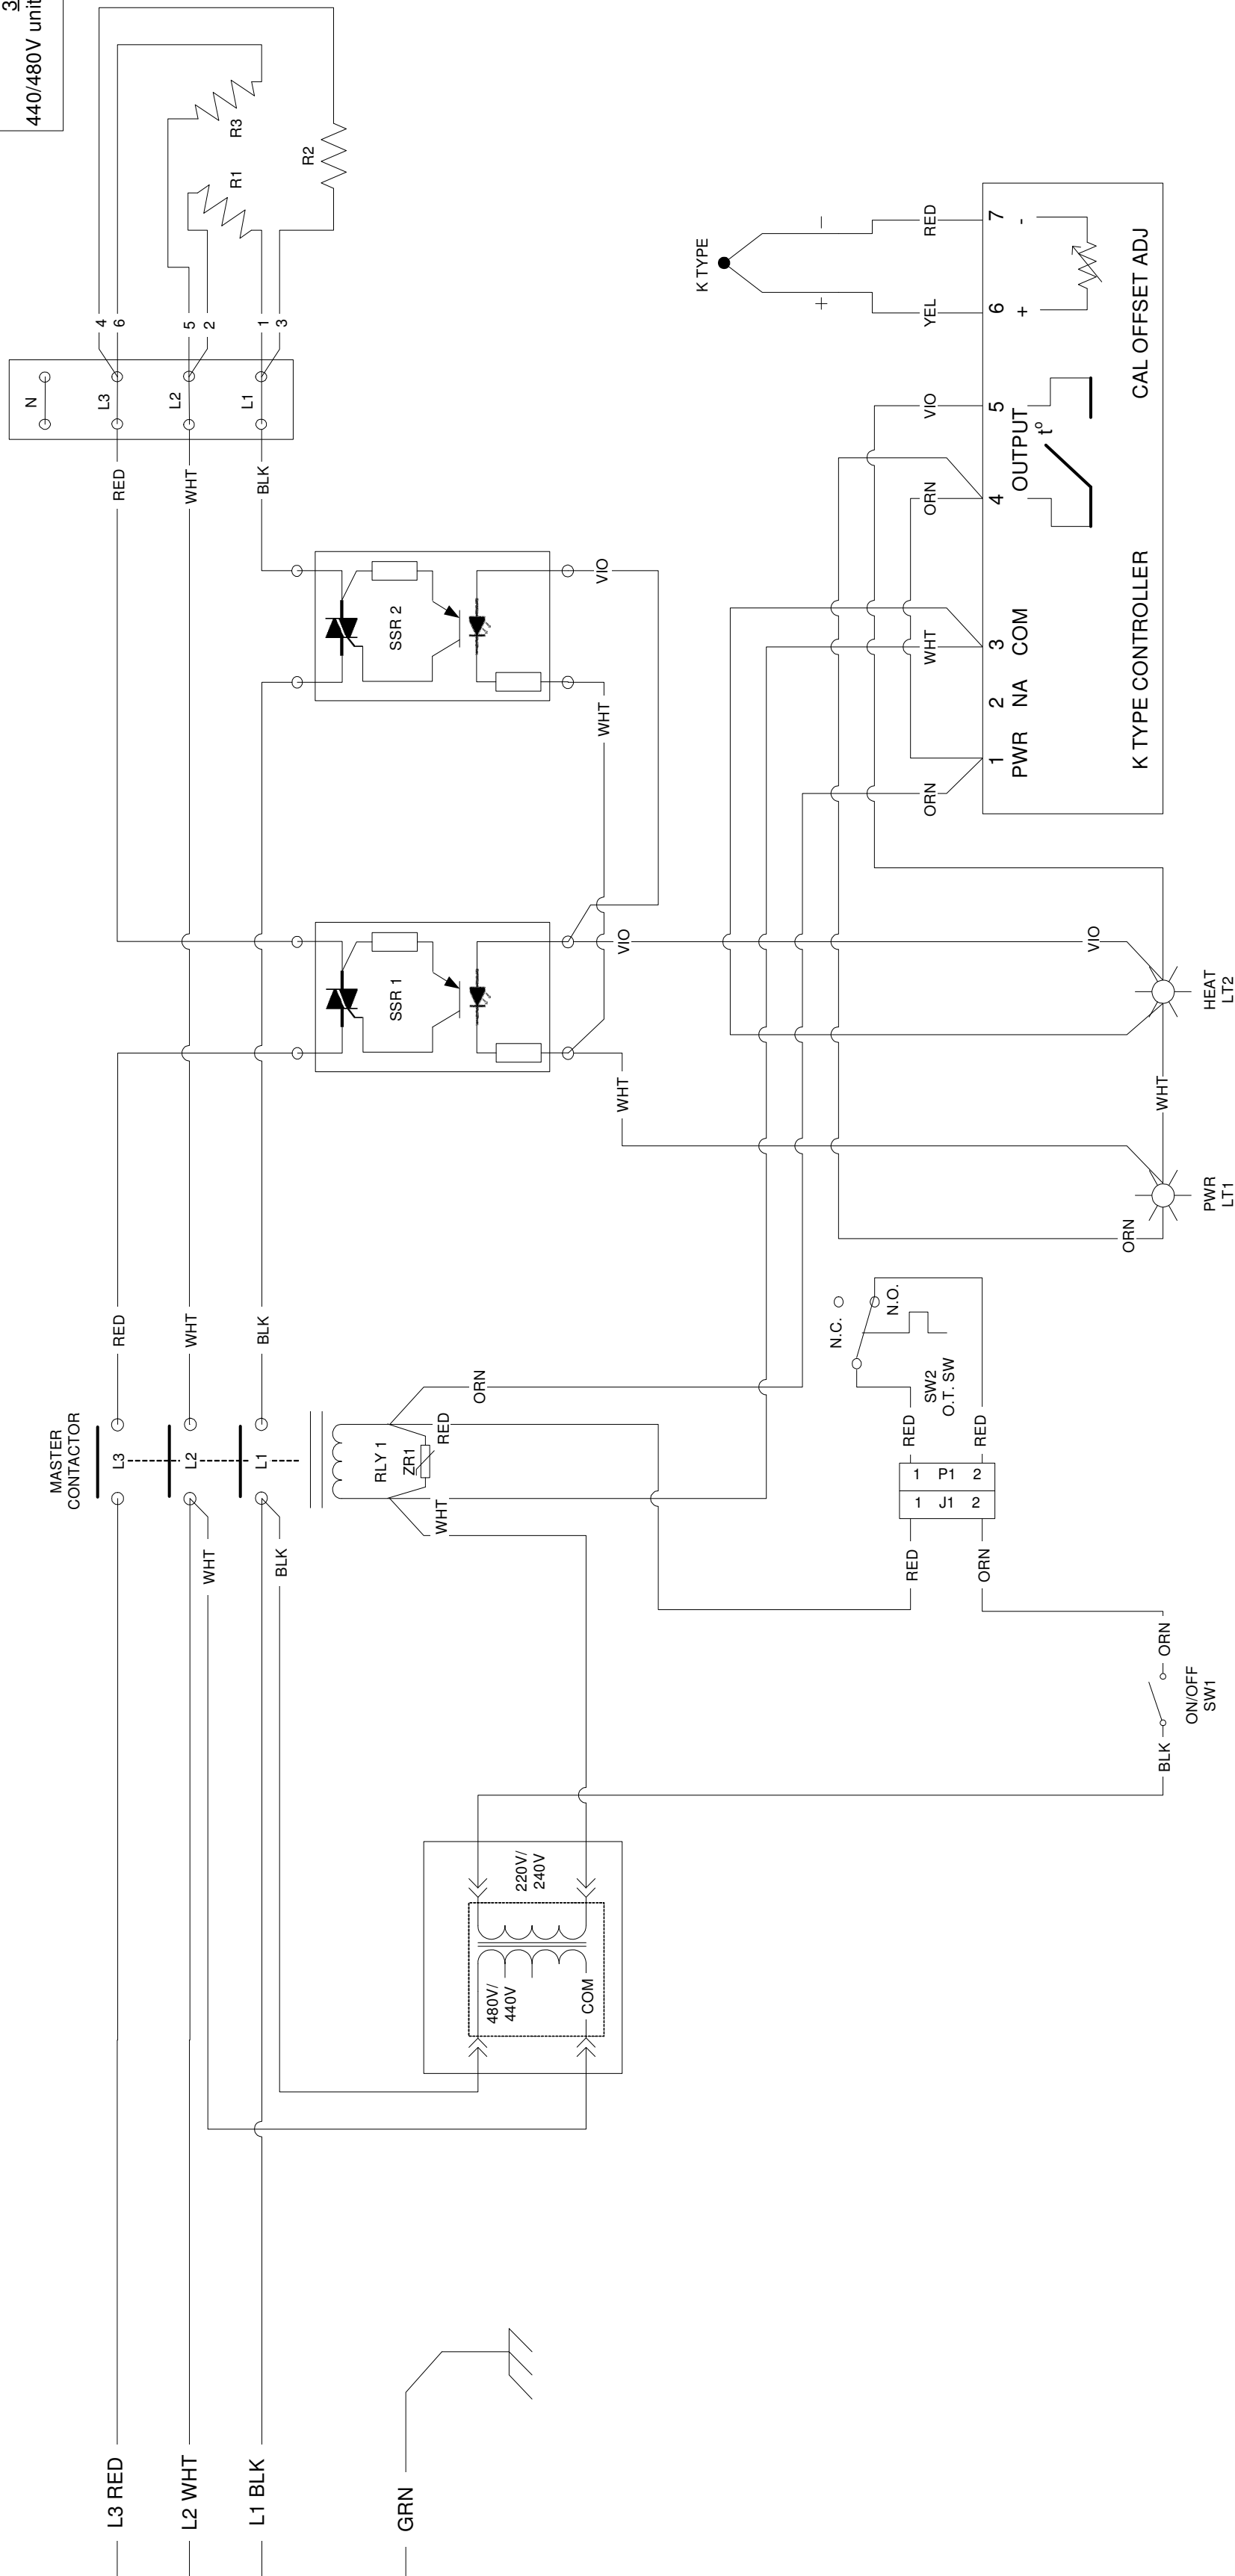 3
440/480V unit
L3 RED
L2 WHT
L1 BLK
GRN
WHT
BLK
480V/
440V
COM
220V/
240V
MASTER
CONTACTOR
L3
L2
L1
RLY 1
ZR1
WHT
RED
ORN
RED
WHT
BLK
BLK
ON/OFF
SW1
ORN
RED
ORN
1 J1 2
1 P1 2
RED
RED
SW2
O.T. SW
N.C.
N.O.
ORN
PWR
LT1
WHT
HEAT
LT2
VIO
WHT
VIO
SSR 1
SSR 2
WHT
VIO
RED
WHT
BLK
N
L3
L2
L1
4
6
5
2
1
3
R1
R3
R2
K TYPE
+
–
ORN
WHT
ORN
VIO
YEL
RED
1 2 3 4 5 6 7
PWR NA COM OUTPUT + -
tº
K TYPE CONTROLLER
CAL OFFSET ADJ